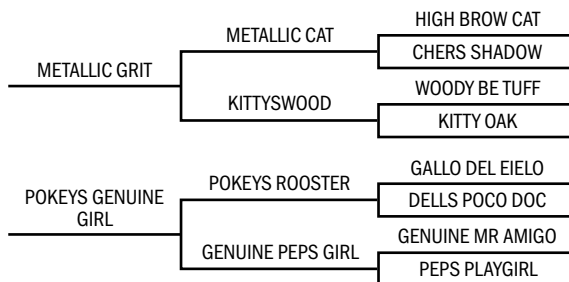 HIGH BROW CAT
METALLIC CAT
CHERS SHADOW
METALLIC GRIT
WOODY BE TUFF
KITTYSWOOD
KITTY OAK
GALLO DEL EIELO
POKEYS ROOSTER
DELLS POCO DOC
POKEYS GENUINE
GIRL
GENUINE MR AMIGO
GENUINE PEPS GIRL
PEPS PLAYGIRL